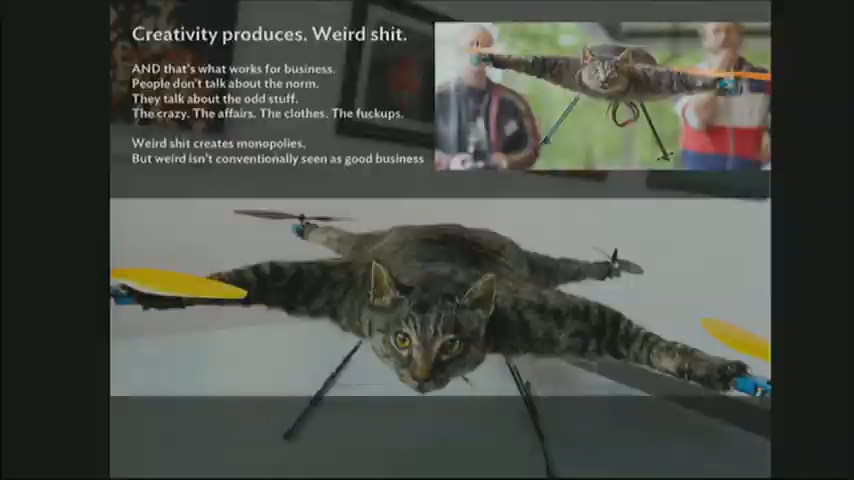 Creativity produces. Weird shit.
AND that's what works for business.
People don't talk about the norm.
They talk about the odd stuff.
The crazy. The affairs. The clothes. The fuckups.
Weird shit creates monopolies.
But weird isn't conventionally seen as good business